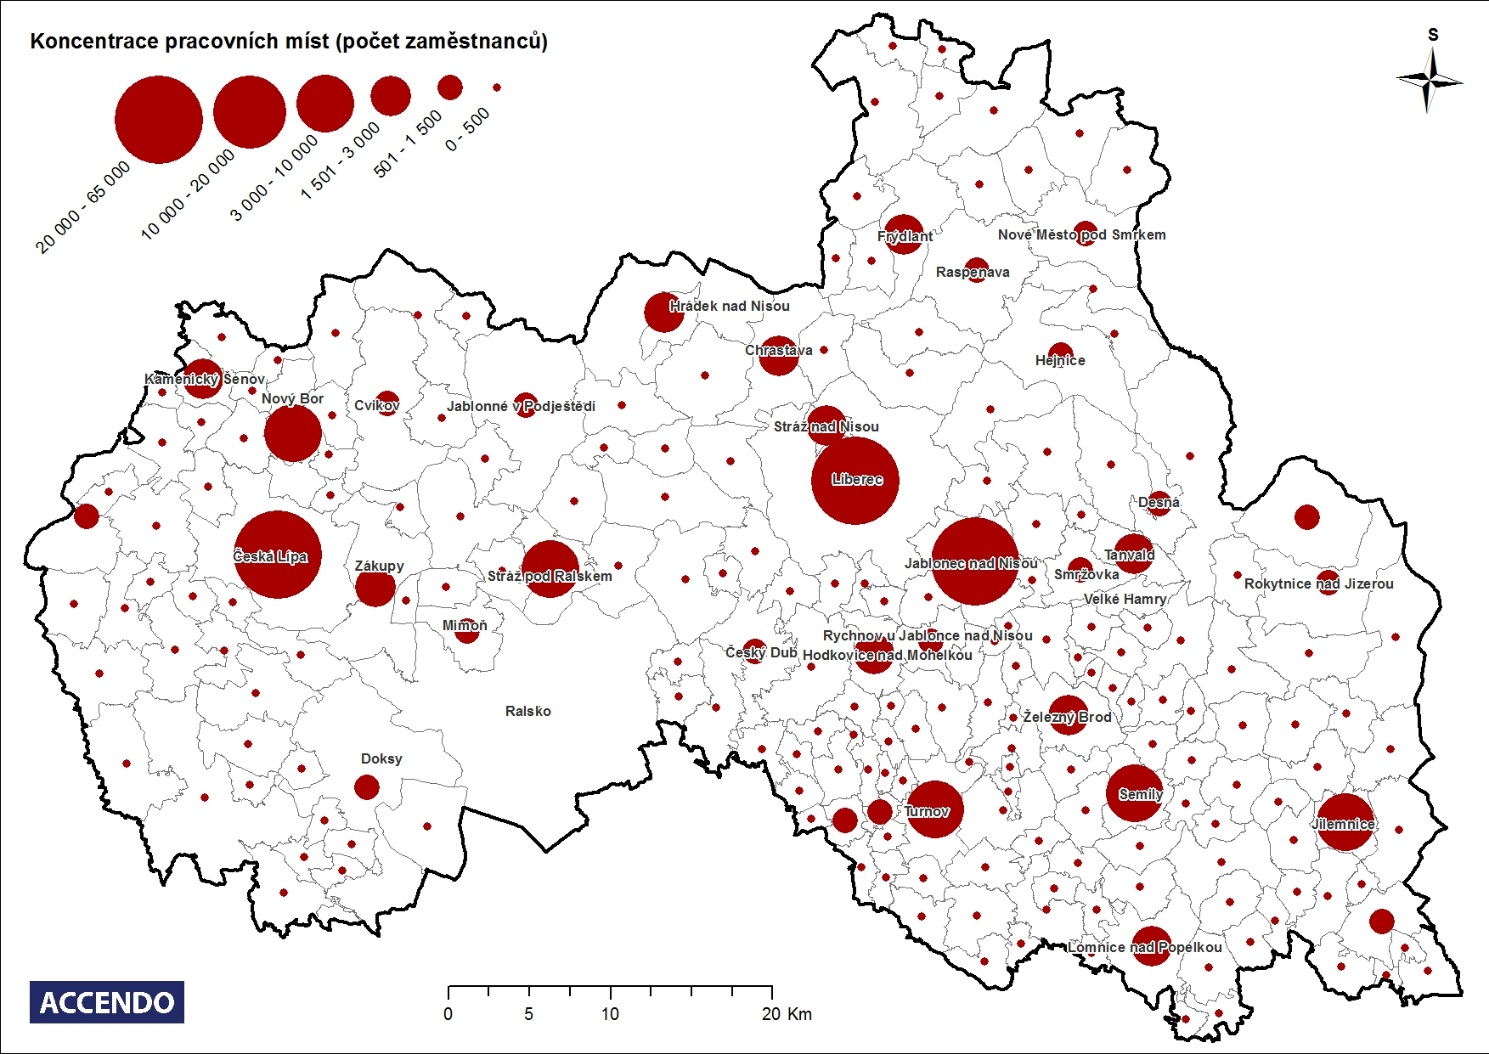 Koncentrace pracovních míst (počet zaměstnanců)
S
20 000 - 65 000
10 000 - 20 000
3 000 - 10 000
1 501 - 3 000
501 - 1 500
0 - 500
Frýdlant
Nové Město pod Smrkem
Raspenava
Hrádek nad Nisou
Chrastava
Hejnice
Kamenický Šenov
Nový Bor
Cvikov
Jablonné v Podještědí
Stráž nad Nisou
Liberec
Desná
Česká Lípa
Zákupy
Stráž pod Ralskem
Jablonec nad Nisou
Tanvald
Smržovka
Rokytnice nad Jizerou
Velké Hamry
Mimoň
Rychnov u Jablonce nad Nisou
Český Dub
Hodkovice nad Mohelkou
Ralsko
Železný Brod
Doksy
Semily
Turnov
Jilemnice
Lomnice nad Popelkou
ACCENDO
0 5 10 20 Km